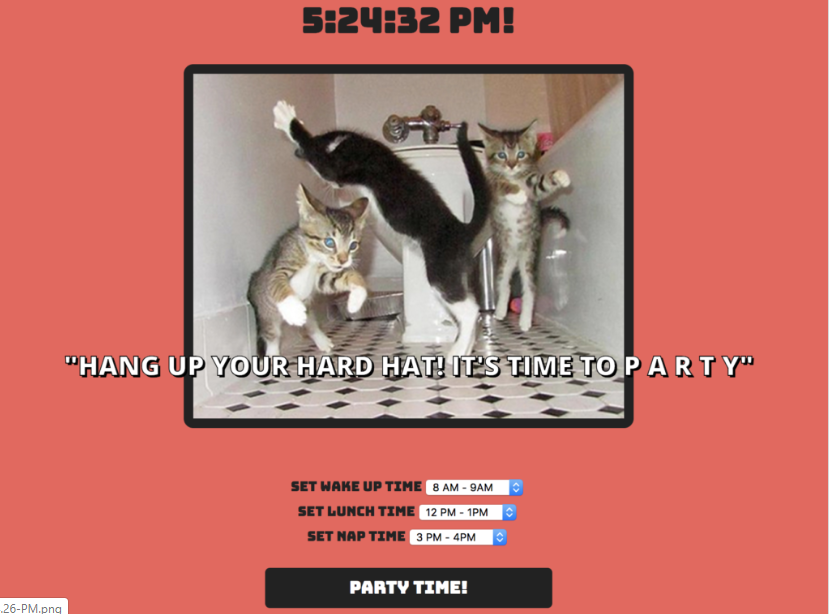 5:24:32 PM!
"HANG UP YOUR HARD HAT! IT'S TIME TO P A R T Y"
SET WAKE UP TIME 8 AM - 9AM
SET LUNCH TIME 12 PM - 1PM
SET NAP TIME 3 PM - 4PM
PARTY TIME!
.26-PM.png